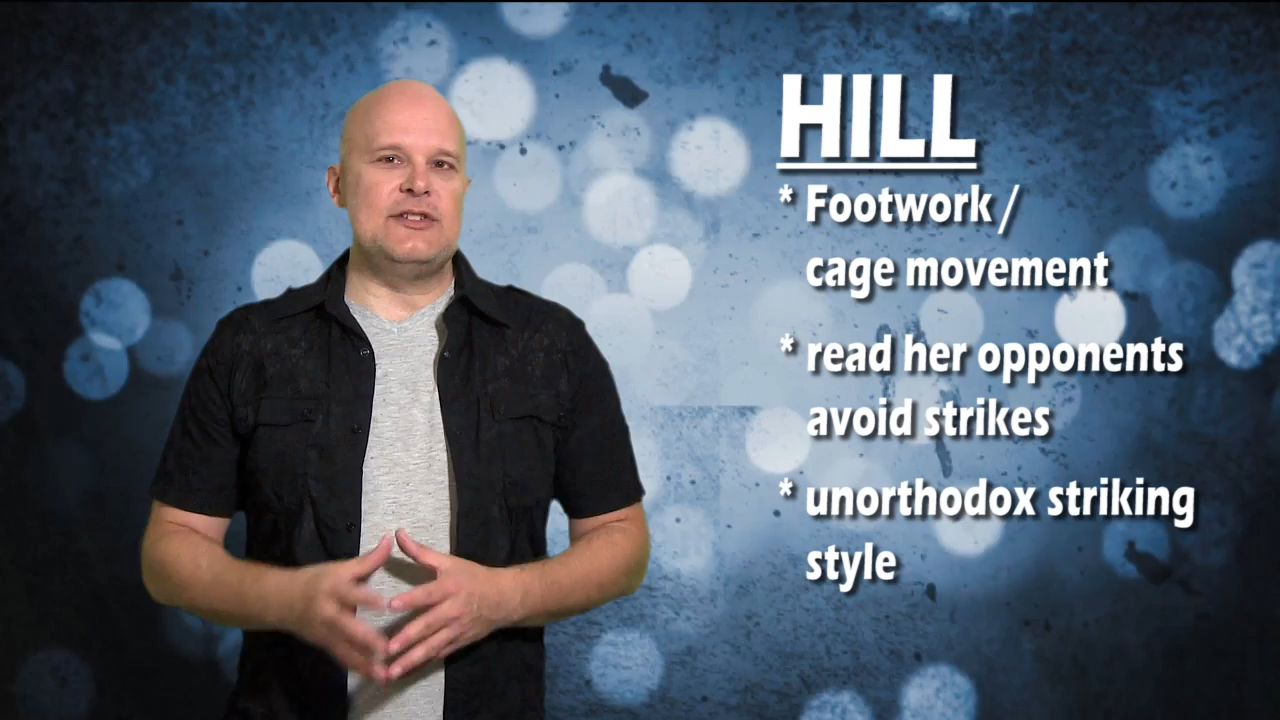 HILL
* Footwork /
cage movement
* read her opponents
avoid strikes
* unorthodox striking
style